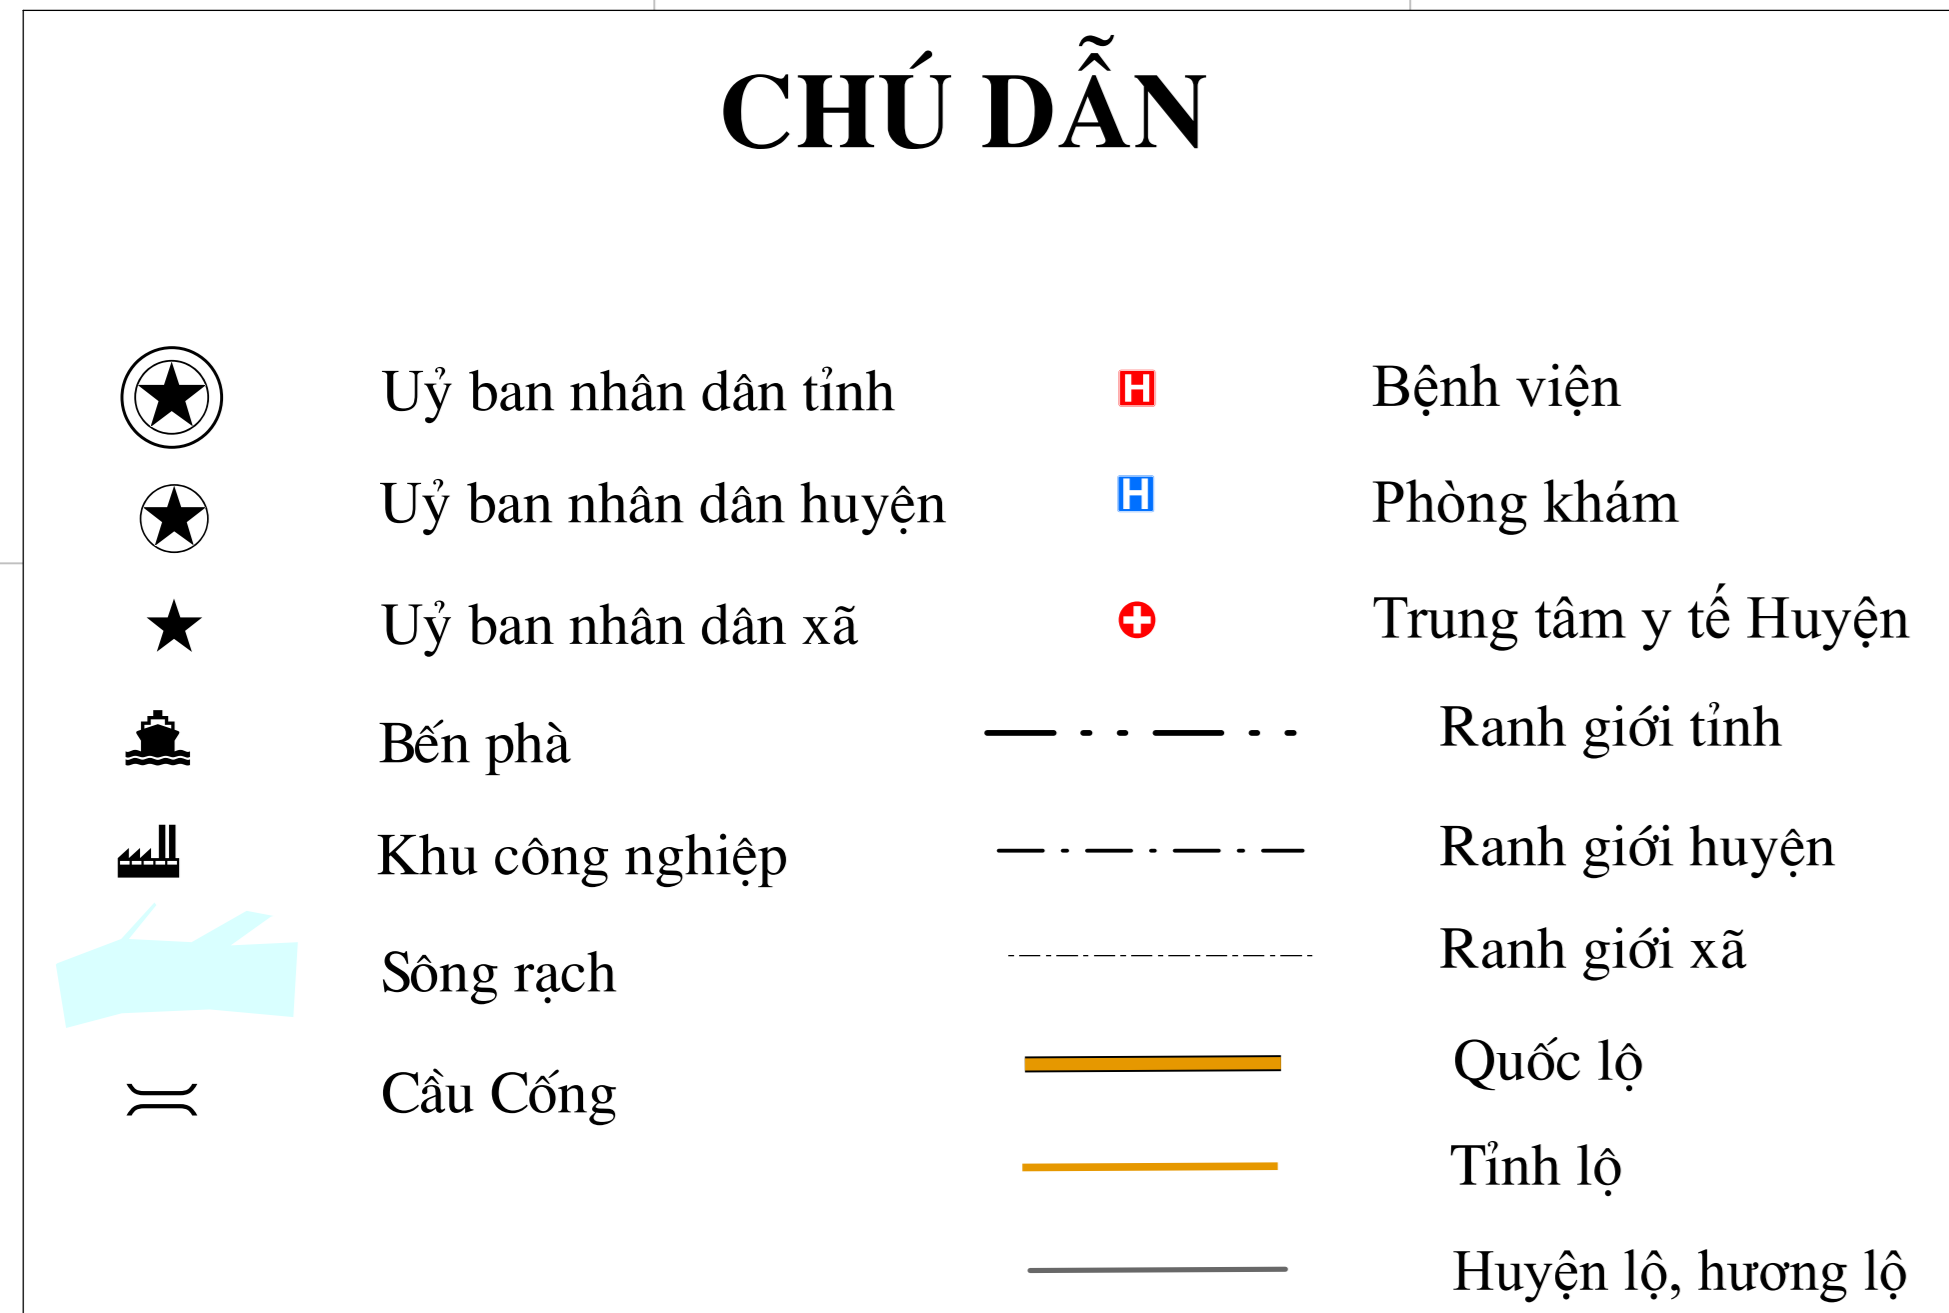 CHÚ DẪN
Uỷ ban nhân dân tỉnh
Uỷ ban nhân dân huyện
Uỷ ban nhân dân xã
Bến phà
Khu công nghiệp
Sông rạch
Cầu Cống
H Bệnh viện
H Phòng khám
Trung tâm y tế Huyện
Ranh giới tỉnh
Ranh giới huyện
Ranh giới xã
Quốc lộ
Tỉnh lộ
Huyện lộ, hương lộ